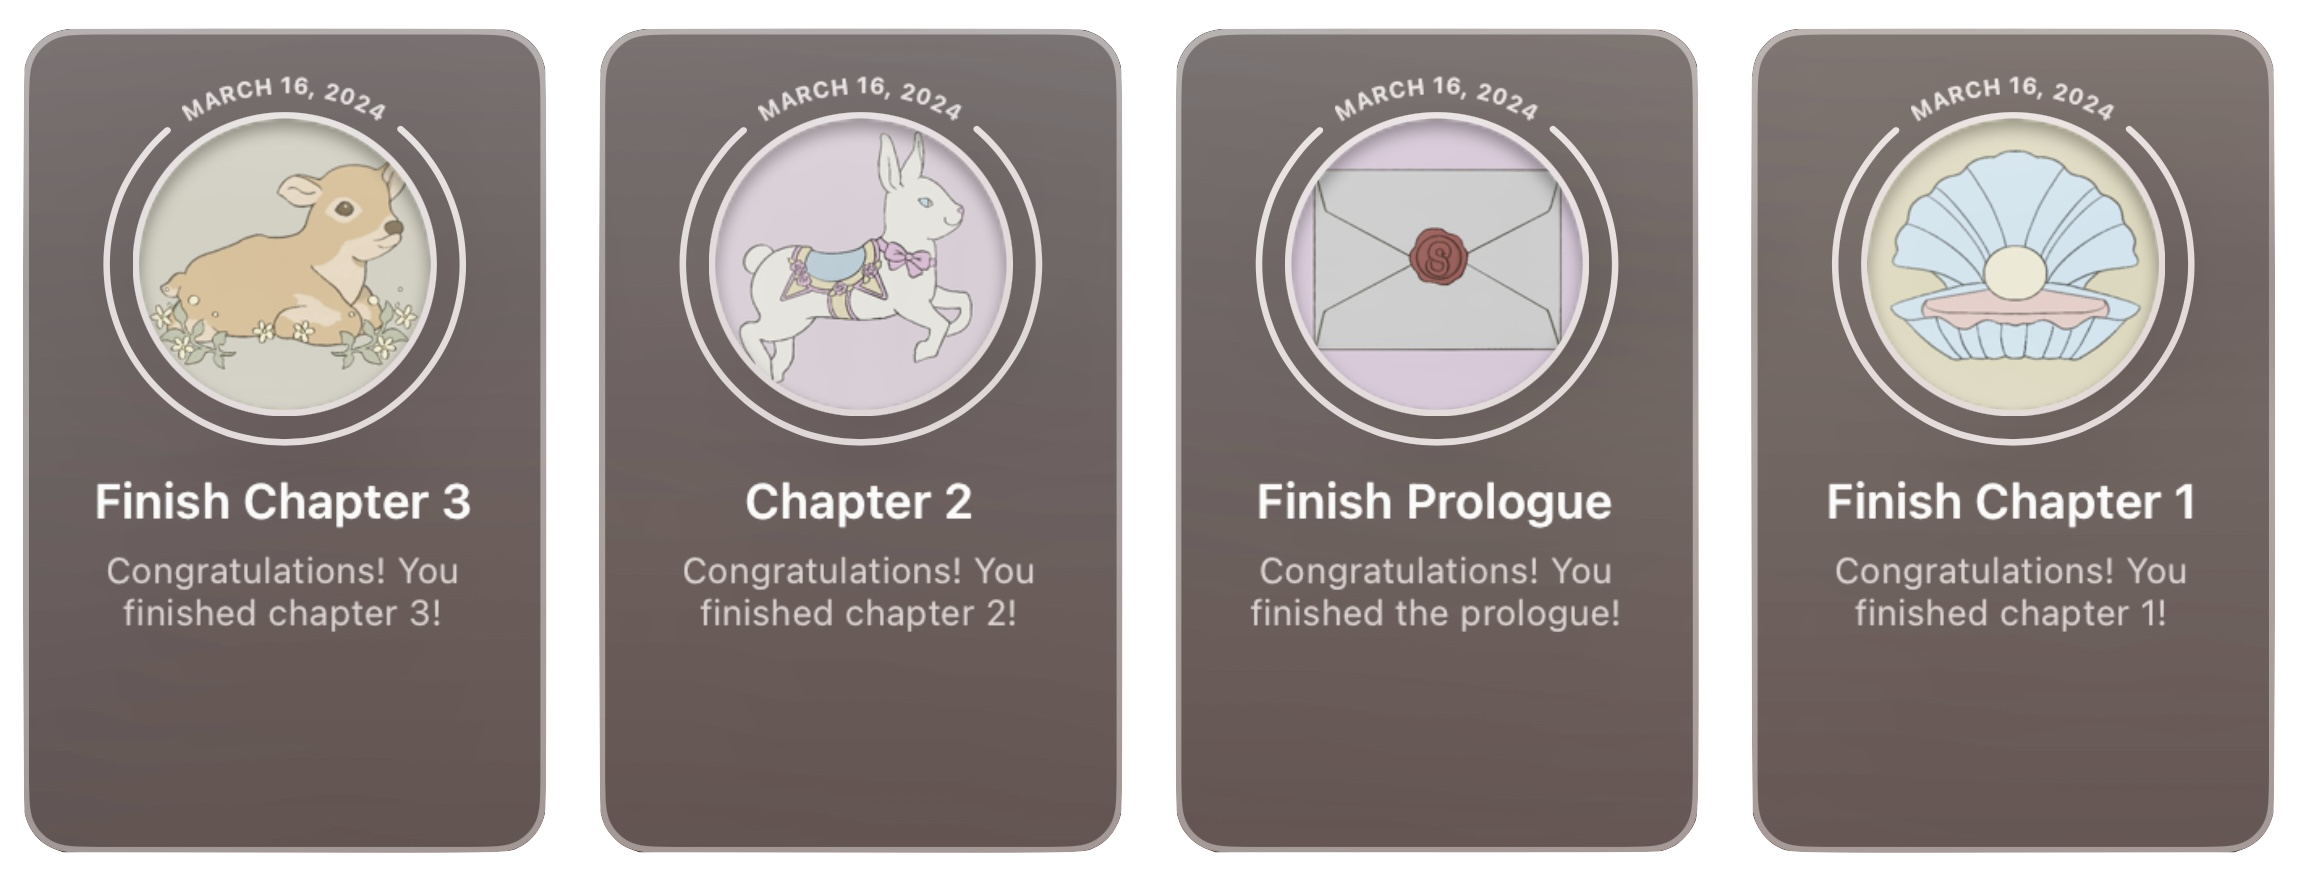 MARCH 16, 2024
Finish Chapter 3
Congratulations! You
finished chapter 3!
MARCH 16, 2024
Chapter 2
Congratulations! You
finished chapter 2!
MARCH 16, 2024
S
Finish Prologue
Congratulations! You
finished the prologue!
MARCH 16, 2024
Finish Chapter 1
Congratulations! You
finished chapter 1!